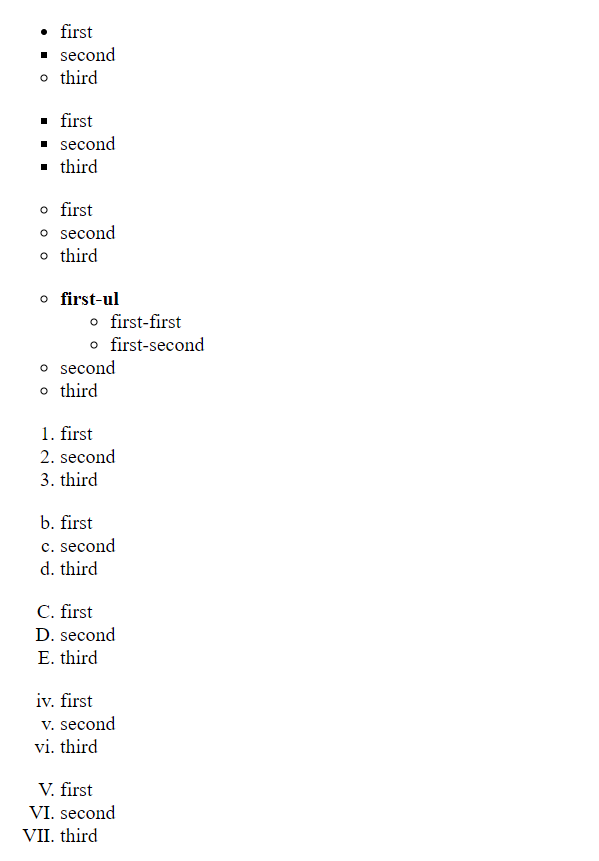 • first
▪ second
○ third
▪ first
▪ second
▪ third
○ first
○ second
○ third
○ first-ul
○ first-first
○ first-second
○ second
○ third
1. first
2. second
3. third
b. first
c. second
d. third
C. first
D. second
E. third
iv. first
v. second
vi. third
V. first
VI. second
VII. third